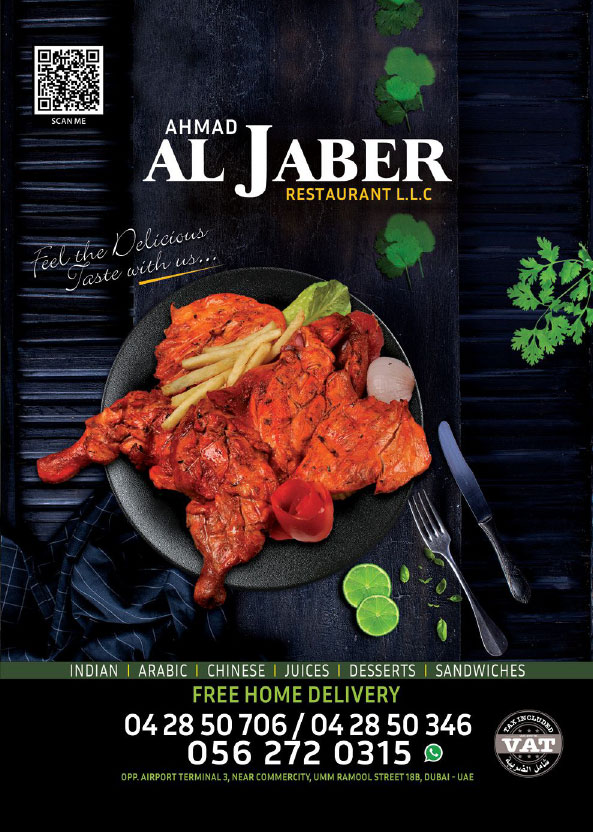 SCAN ME
AHMAD
AL JABER
RESTAURANT L.L.C
Feel the Delicious
Taste with us...
INDIAN | ARABIC | CHINESE | JUICES | DESSERTS | SANDWICHES
FREE HOME DELIVERY
04 28 50 706 / 04 28 50 346
056 272 0315
OPP. AIRPORT TERMINAL 3, NEAR COMMERCITY, UMM RAMOOL STREET 18B, DUBAI - UAE
TAX INCLUDED
VAT
شامل الضريبة